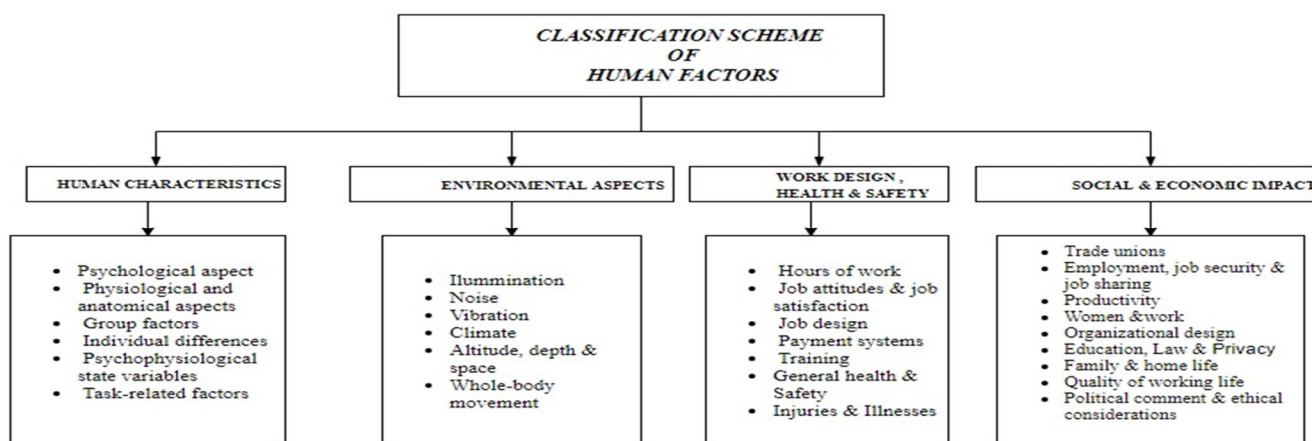 CLASSIFICATION SCHEME
OF
HUMAN FACTORS
HUMAN CHARACTERISTICS
ENVIRONMENTAL ASPECTS
WORK DESIGN ,
HEALTH & SAFETY
SOCIAL & ECONOMIC IMPACT
• Psychological aspect
• Physiological and
anatomical aspects
• Group factors
• Individual differences
• Psychophysiological
state variables
• Task-related factors
• Ilummination
• Noise
• Vibration
• Climate
• Altitude, depth &
space
• Whole-body
movement
• Hours of work
• Job attitudes & job
satisfaction
• Job design
• Payment systems
• Training
• General health &
Safety
• Injuries & Illnesses
• Trade unions
• Employment, job security &
job sharing
• Productivity
• Women &work
• Organizational design
• Education, Law & Privacy
• Family & home life
• Quality of working life
• Political comment & ethical
considerations